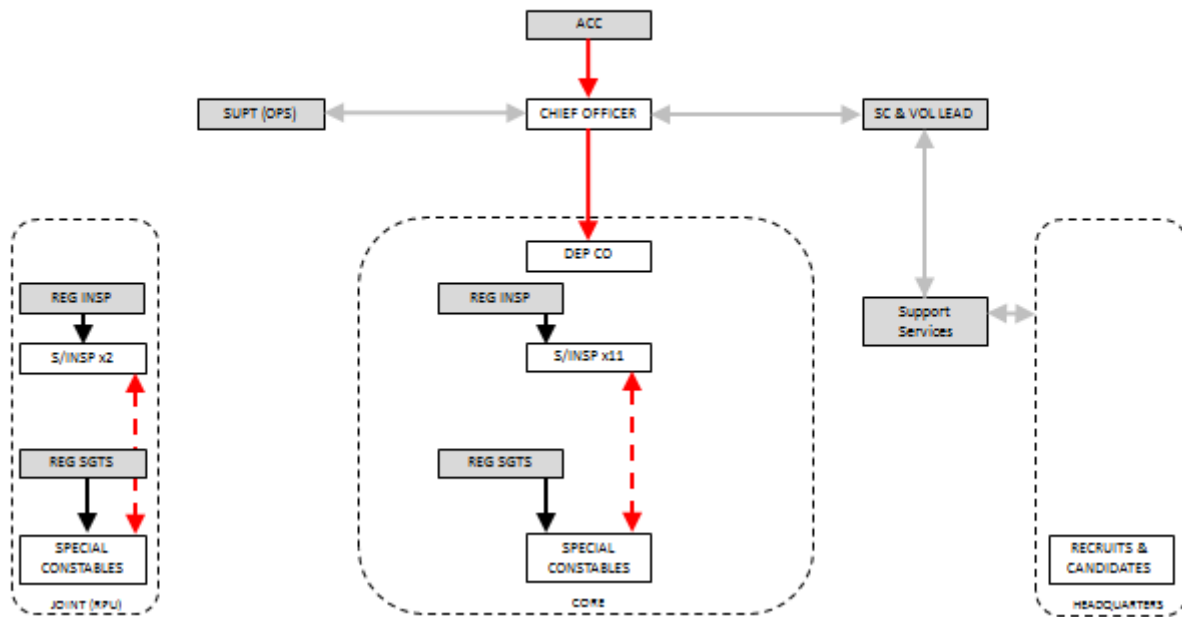 ACC
SUPT (OPS)
CHIEF OFFICER
SC & VOL LEAD
DEP CO
REG INSP
REG INSP
Support
Services
S/INSP x2
S/INSP x11
REG SGTS
REG SGTS
SPECIAL
CONSTABLES
SPECIAL
CONSTABLES
RECRUITS &
CANDIDATES
JOINT (RPU)
CORE
HEADQUARTERS